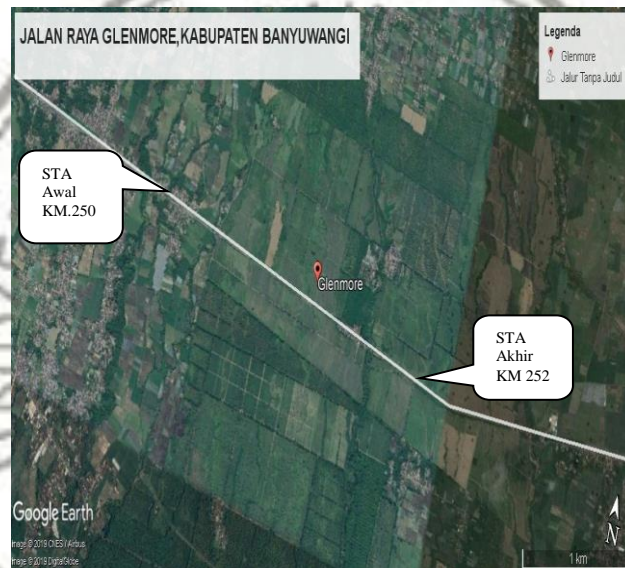 JALAN RAYA GLENMORE,KABUPATEN BANYUWANGI
Legenda
Glenmore
Jalur Tanpa Judul
STA
Awal
KM.250
Glenmore
STA
Akhir
KM 252
Google Earth
Image © 2019 CNES / Airbus
Image © 2019 DigitalGlobe
1 km
N